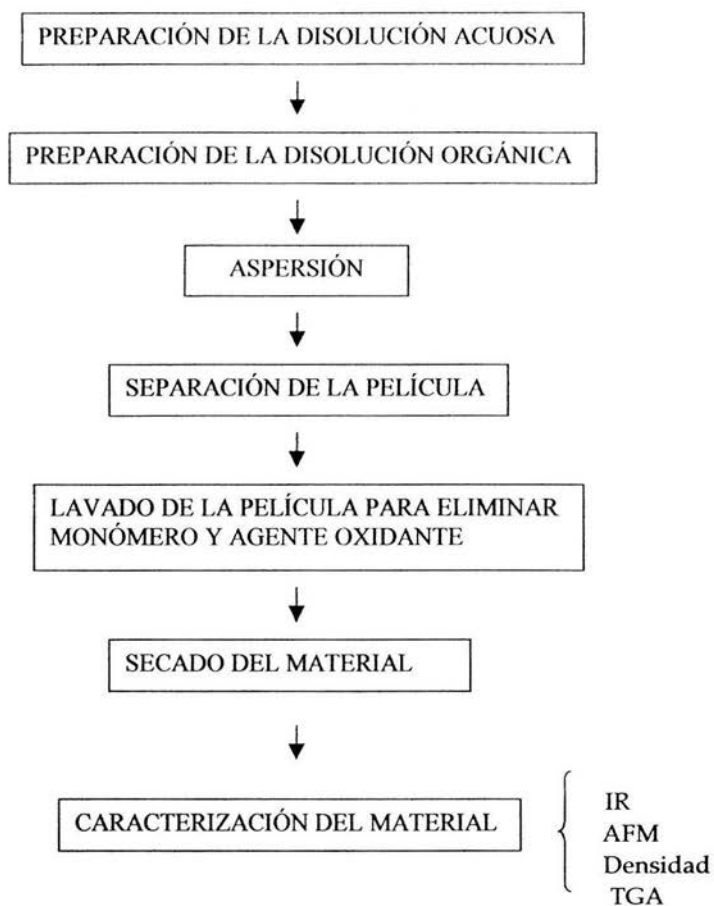 PREPARACIÓN DE LA DISOLUCIÓN ACUOSA
PREPARACIÓN DE LA DISOLUCIÓN ORGÁNICA
ASPERSIÓN
SEPARACIÓN DE LA PELÍCULA
LAVADO DE LA PELÍCULA PARA ELIMINAR
MONÓMERO Y AGENTE OXIDANTE
SECADO DEL MATERIAL
CARACTERIZACIÓN DEL MATERIAL
IR
AFM
Densidad
TGA